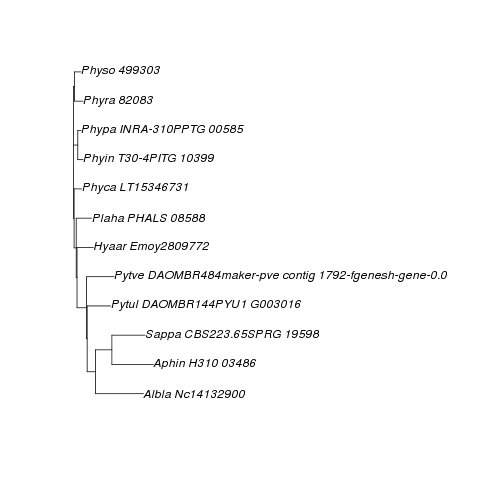 Physo 499303
Phyra 82083
Phypa INRA-310PPTG 00585
Phyin T30-4PITG 10399
Phyca LT15346731
Plaha PHALS 08588
Hyaar Emoy2809772
Pytve DAOMBR484maker-pve contig 1792-fgenesh-gene-0.0
Pytul DAOMBR144PYU1 G003016
Sappa CBS223.65SPRG 19598
Aphin H310 03486
Albla Nc14132900